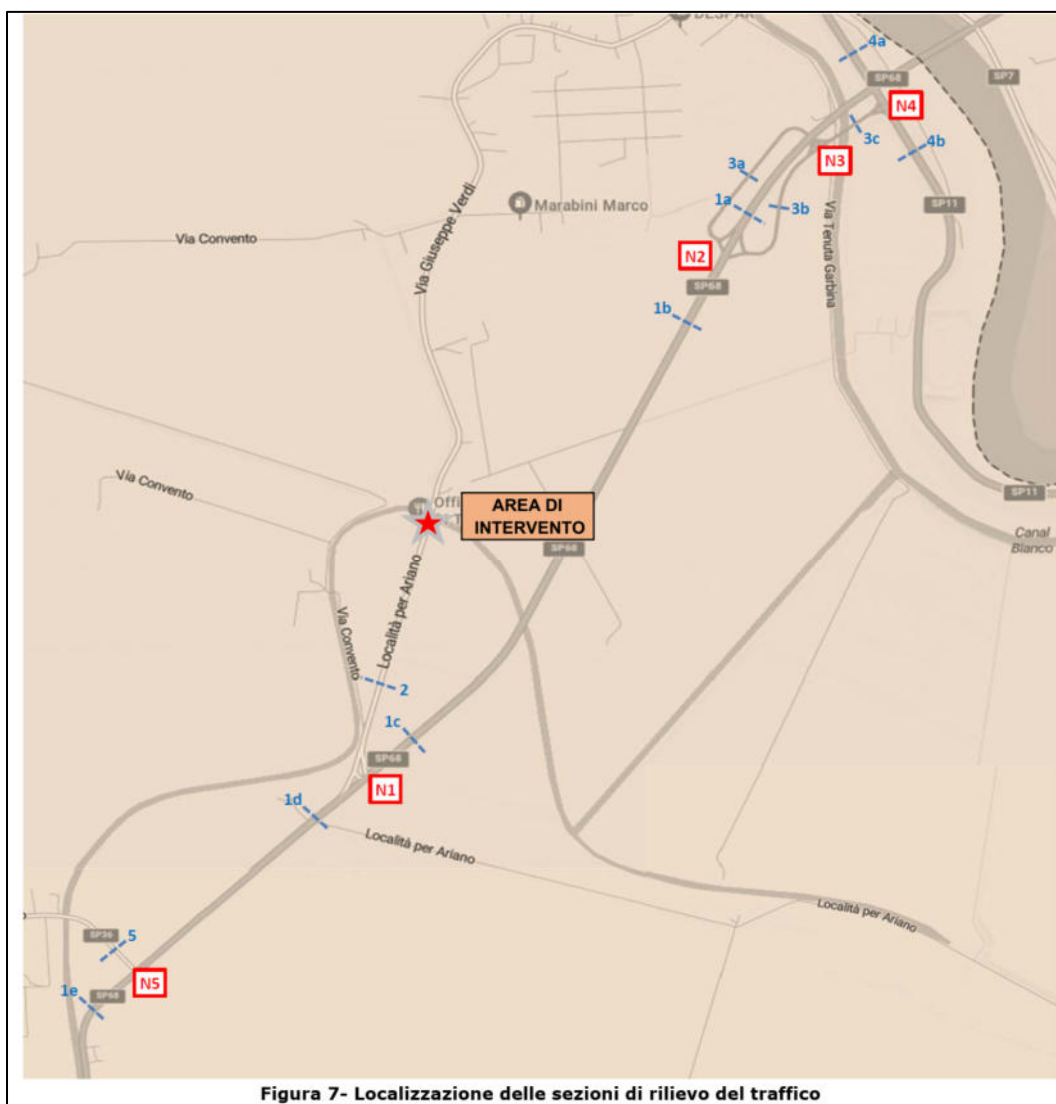 DESPAR
4a
SP68
SP7
N4
3c
4b
N3
3a
Marabini Marco
1a
3b
SP11
Via Convento
Via Giuseppe Verdi
Via Tenuta Garbina
N2
SP68
1b
Via Convento
Offi
AREA DI
INTERVENTO
SP11
Canal
Bianco
SP68
Località per Ariano
Via Convento
2
1c
SP68
N1
1d
Località per Ariano
Località per Ariano
SP36
5
N5
1e
SP68
Figura 7- Localizzazione delle sezioni di rilievo del traffico